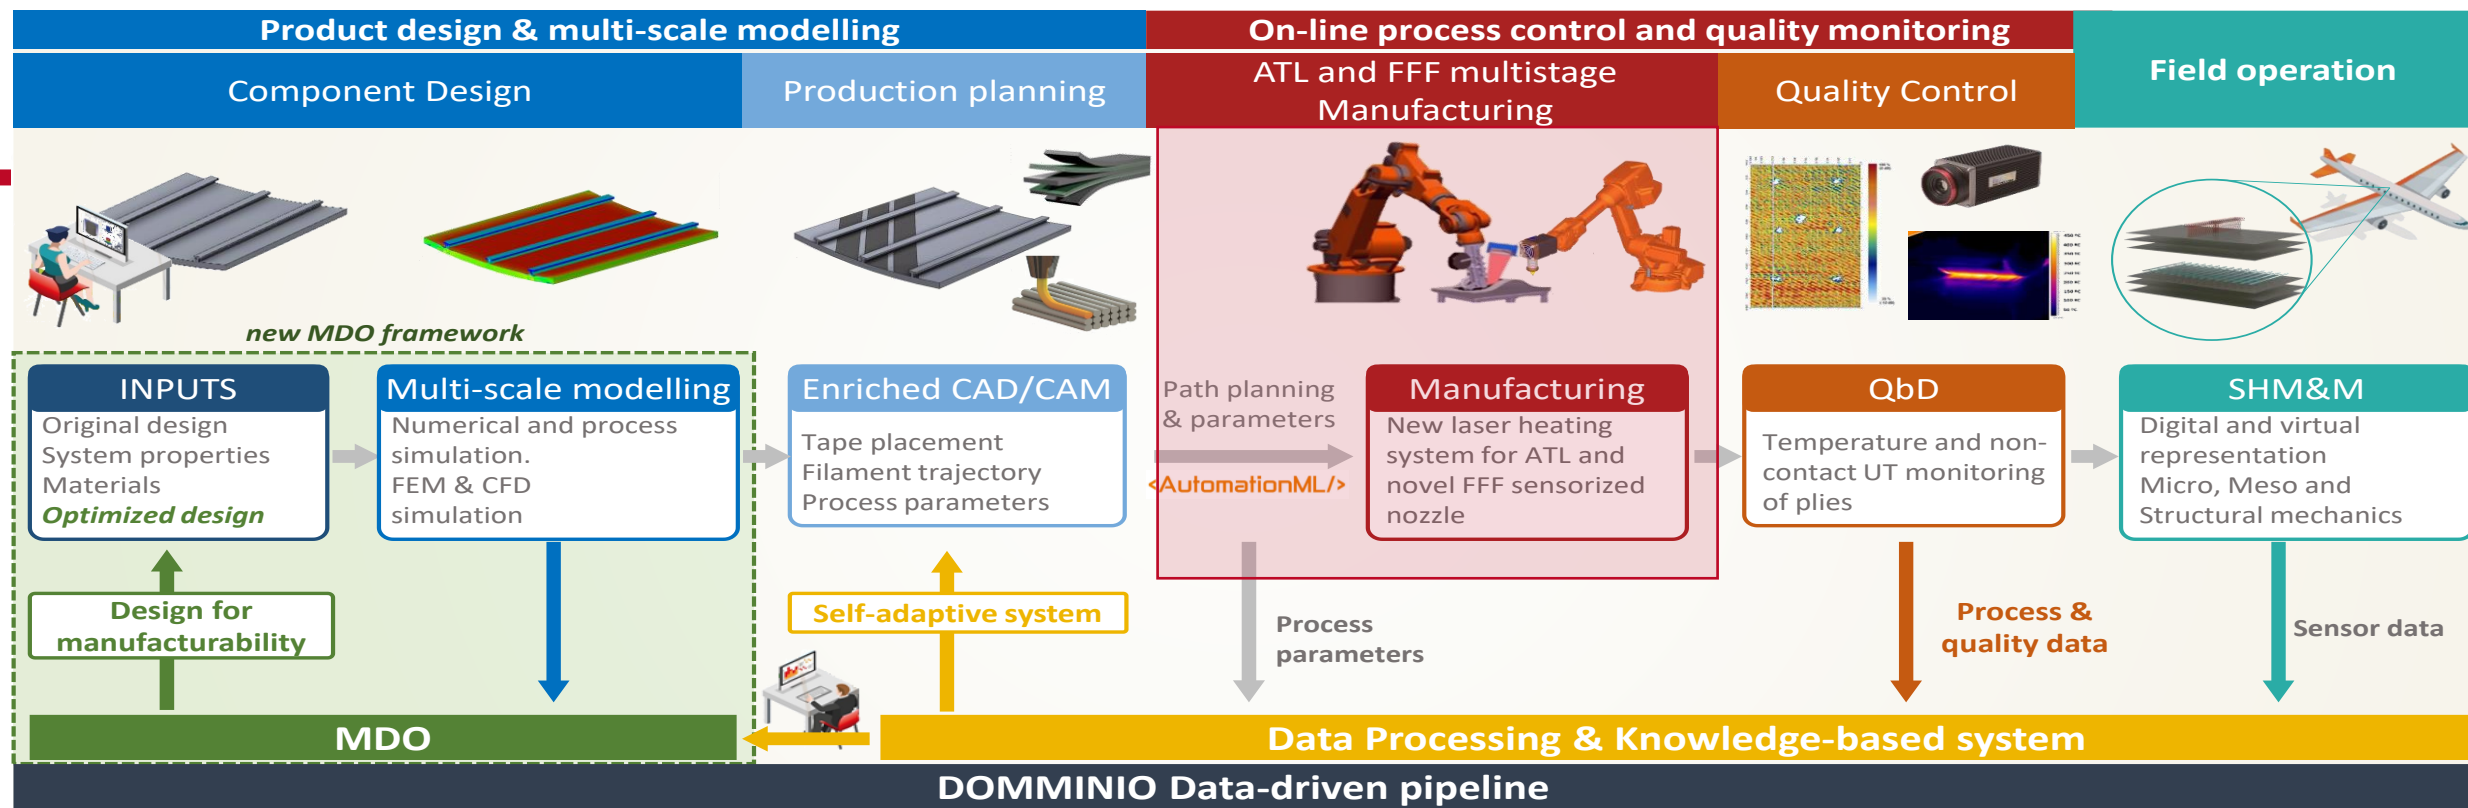 Product design & multi-scale modelling
On-line process control and quality monitoring
Field operation
Component Design
Production planning
ATL and FFF multistage
Manufacturing
Quality Control
new MDO framework
INPUTS
Original design
System properties
Materials
Optimized design
Multi-scale modelling
Numerical and process
simulation.
FEM & CFD
simulation
Enriched CAD/CAM
Tape placement
Filament trajectory
Process parameters
Path planning
& parameters
<AutomationML/>
Manufacturing
New laser heating
system for ATL and
novel FFF sensorized
nozzle
QbD
Temperature and non-
contact UT monitoring
of plies
SHM&M
Digital and virtual
representation
Micro, Meso and
Structural mechanics
Design for
manufacturability
Self-adaptive system
Process
parameters
Process &
quality data
Sensor data
MDO
Data Processing & Knowledge-based system
DOMMINIO Data-driven pipeline